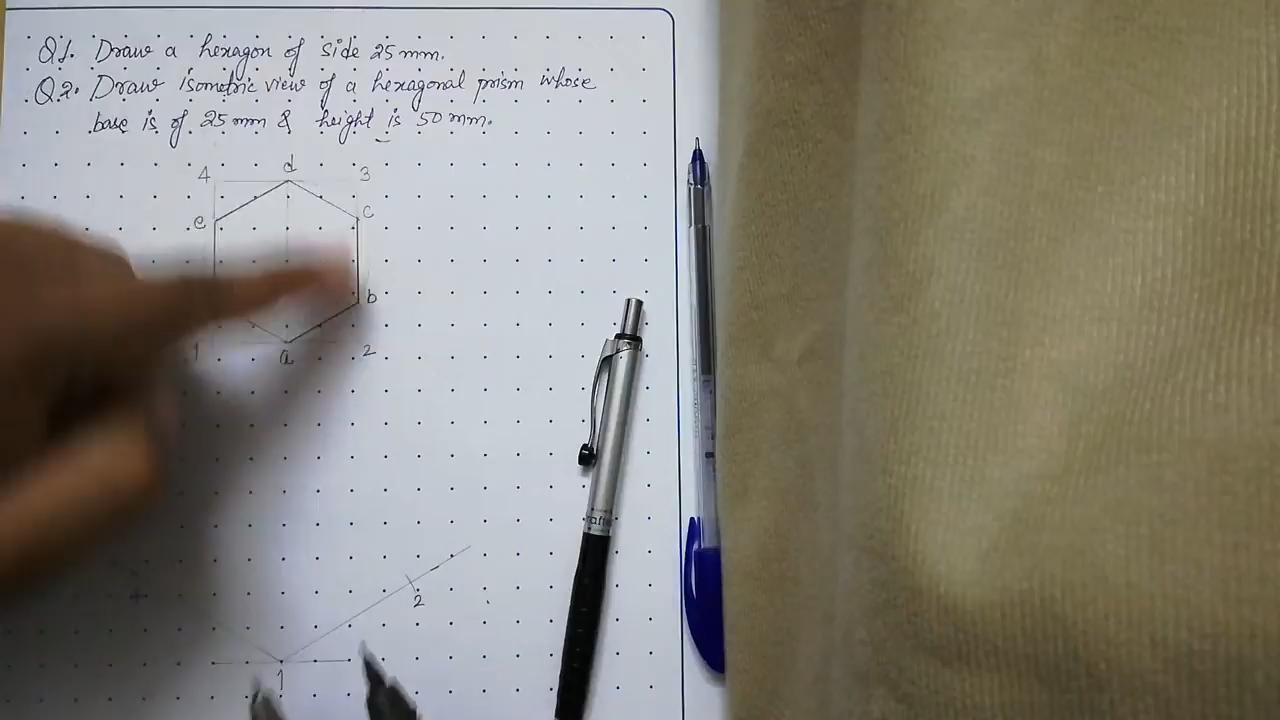 Q1. Draw a hexagon of side 25 mm.
Q2. Draw isometric view of a hexagonal prism whose
base is of 25 mm & height is 50 mm.
4 d 3
e c
b
1 a 2
2
1